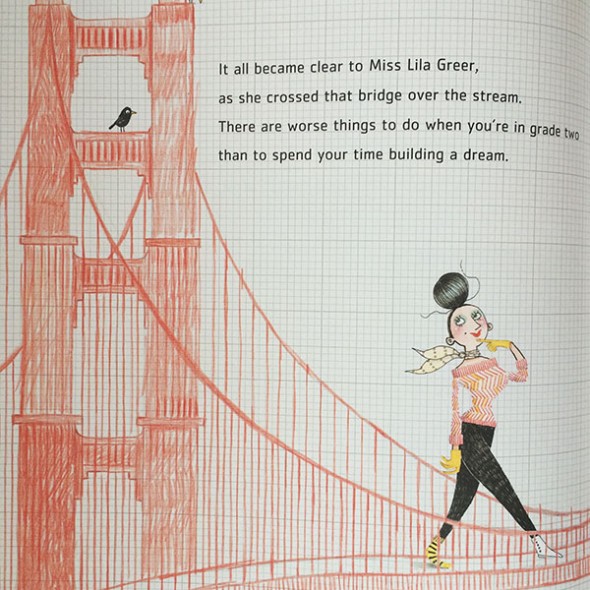 It all became clear to Miss Lila Greer,
as she crossed that bridge over the stream.
There are worse things to do when you're in grade two
than to spend your time building a dream.